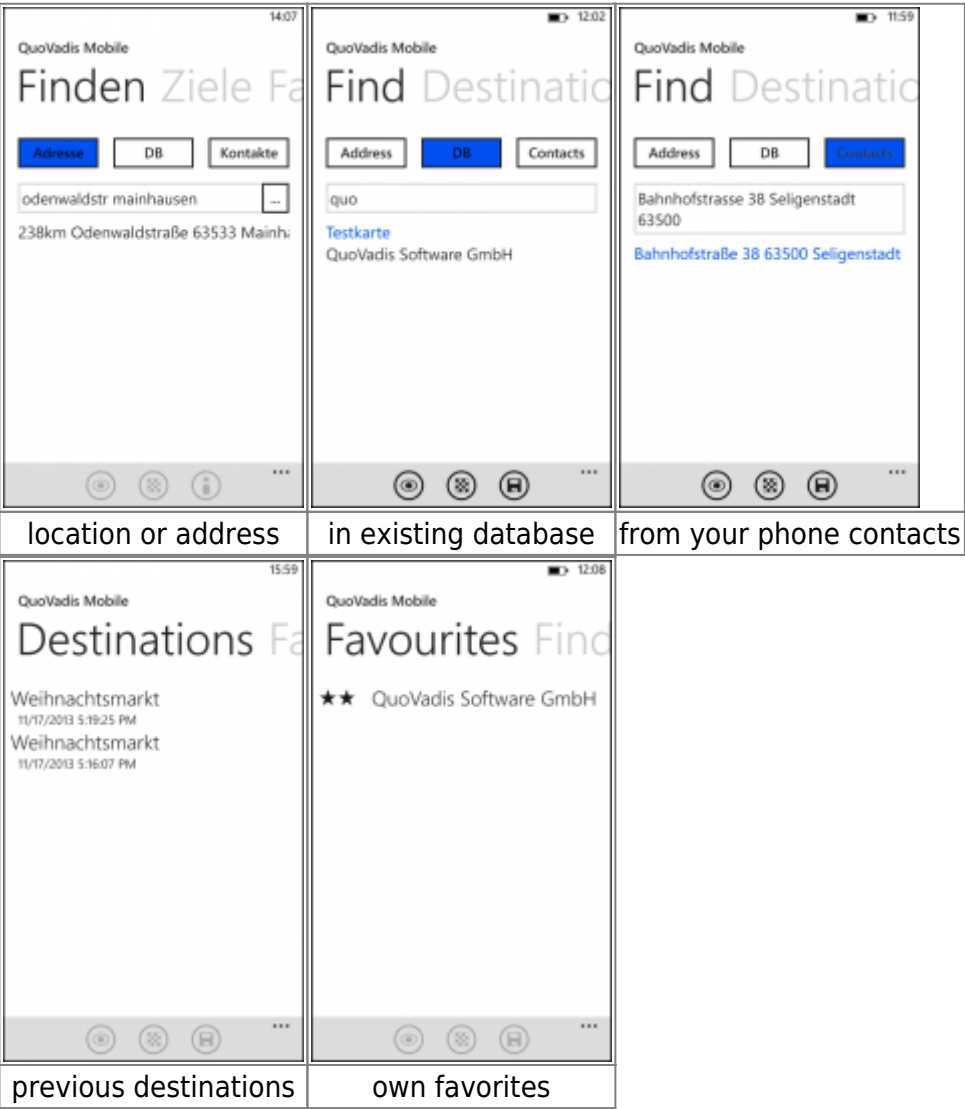 14:07
QuoVadis Mobile
Finden Ziele Fa
Adresse DB Kontakte
odenwaldstr mainhausen ...
238km Odenwaldstraße 63533 Mainha
location or address
12:02
QuoVadis Mobile
Find Destinatio
Address DB Contacts
quo
Testkarte
QuoVadis Software GmbH
in existing database
11:59
QuoVadis Mobile
Find Destinatio
Address DB Contacts
Bahnhofstrasse 38 Seligenstadt
63500
Bahnhofstraße 38 63500 Seligenstadt
from your phone contacts
15:59
QuoVadis Mobile
Destinations Fa
Weihnachtsmarkt
11/17/2013 5:19:25 PM
Weihnachtsmarkt
11/17/2013 5:16:07 PM
previous destinations
12:08
QuoVadis Mobile
Favourites Find
★★ QuoVadis Software GmbH
own favorites